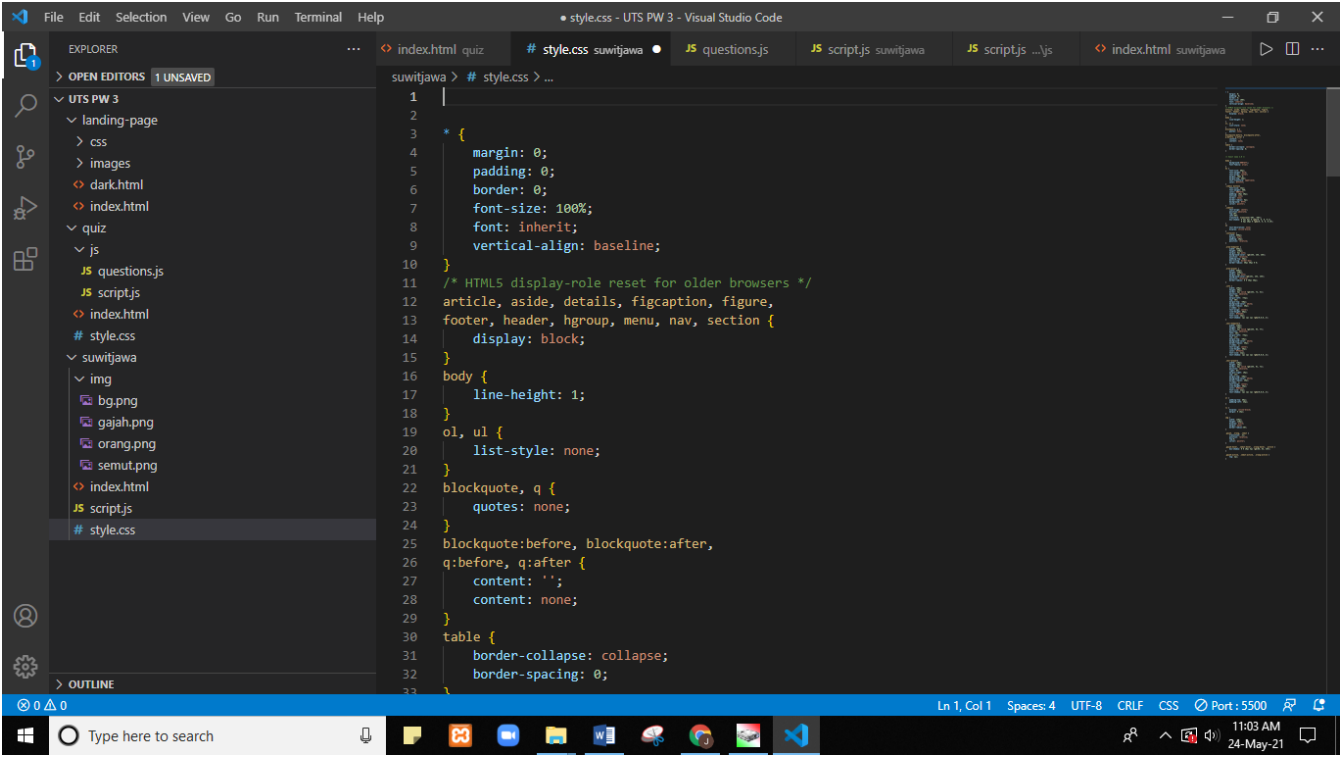 File Edit Selection View Go Run Terminal Help
● style.css - UTS PW 3 - Visual Studio Code
EXPLORER
OPEN EDITORS 1 UNSAVED
UTS PW 3
landing-page
css
images
dark.html
index.html
quiz
js
JS questions.js
JS script.js
index.html
# style.css
suwitjawa
img
bg.png
gajah.png
orang.png
semut.png
index.html
JS script.js
# style.css
OUTLINE
1
index.html quiz
# style.css suwitjawa
JS questions.js
JS script.js suwitjawa
JS script.js ...\js
index.html suwitjawa
suwitjawa > # style.css > ...
1
2
3 * {
4 margin: 0;
5 padding: 0;
6 border: 0;
7 font-size: 100%;
8 font: inherit;
9 vertical-align: baseline;
10 }
11 /* HTML5 display-role reset for older browsers */
12 article, aside, details, figcaption, figure,
13 footer, header, hgroup, menu, nav, section {
14 display: block;
15 }
16 body {
17 line-height: 1;
18 }
19 ol, ul {
20 list-style: none;
21 }
22 blockquote, q {
23 quotes: none;
24 }
25 blockquote:before, blockquote:after,
26 q:before, q:after {
27 content: '';
28 content: none;
29 }
30 table {
31 border-collapse: collapse;
32 border-spacing: 0;
33 }
0 0
Ln 1, Col 1 Spaces: 4 UTF-8 CRLF CSS Port : 5500
Type here to search
11:03 AM
24-May-21